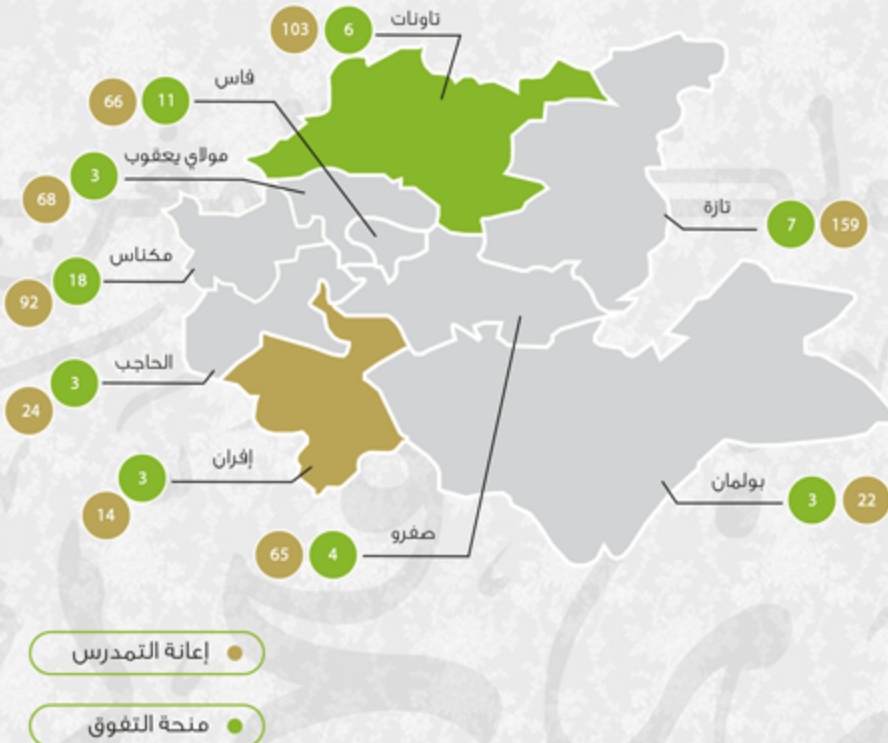 تاونات
6
103
فاس
11
66
مولاي يعقوب
3
68
تازة
7
159
مكناس
18
92
الحاجب
3
24
إفران
3
14
بولمان
3
22
صفرو
4
65
إعانة التمدرس
منحة التفوق